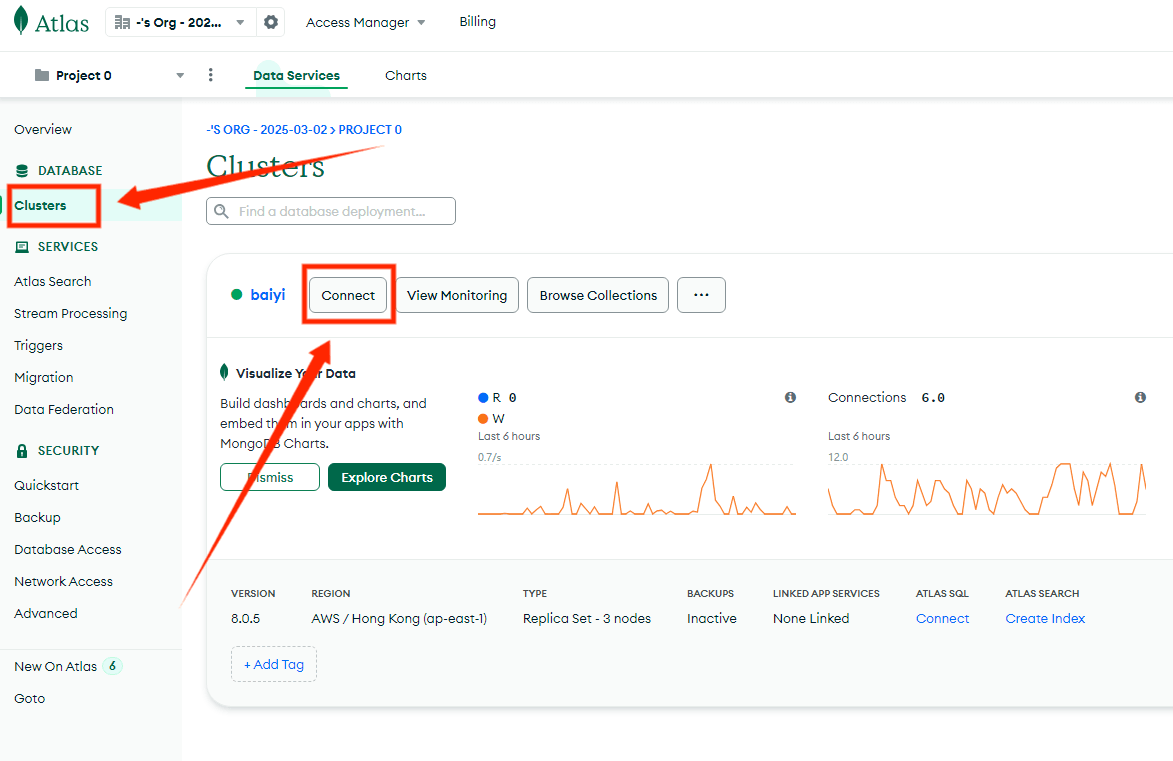 Atlas
-'s Org - 202...
Access Manager
Billing
Project 0
Data Services
Charts
Overview
DATABASE
Clusters
SERVICES
Atlas Search
Stream Processing
Triggers
Migration
Data Federation
SECURITY
Quickstart
Backup
Database Access
Network Access
Advanced
New On Atlas 6
Goto
-'S ORG - 2025-03-02 > PROJECT 0
Clusters
Find a database deployment...
baiyi
Connect
View Monitoring
Browse Collections
...
Visualize Your Data
Build dashboards and charts, and
embed them in your apps with
MongoDB Charts.
Dismiss
Explore Charts
R 0
W
Last 6 hours
0.7/s
Connections 6.0
Last 6 hours
12.0
VERSION
8.0.5
REGION
AWS / Hong Kong (ap-east-1)
TYPE
Replica Set - 3 nodes
BACKUPS
Inactive
LINKED APP SERVICES
None Linked
ATLAS SQL
Connect
ATLAS SEARCH
Create Index
+ Add Tag